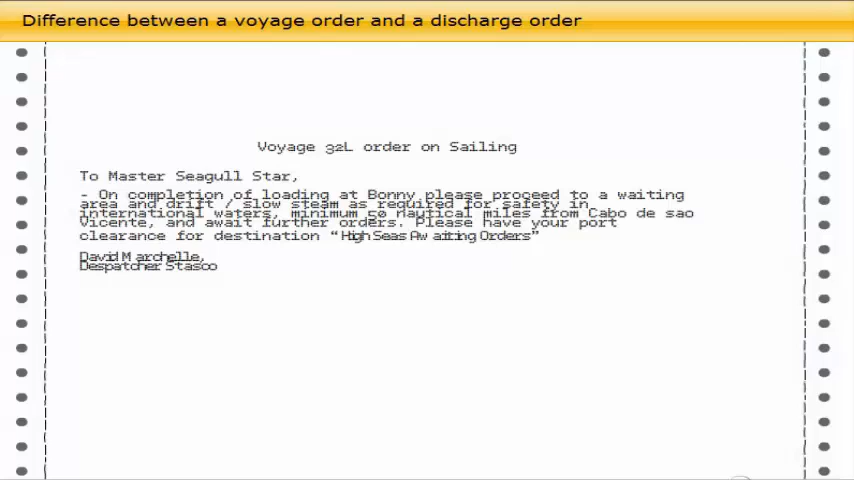 Difference between a voyage order and a discharge order
Voyage 32L order on Sailing
To Master Seagull Star,
- On completion of loading at Bonny please proceed to a waiting
area and drift / slow steam as required for safety in
international waters, minimum 50 nautical miles from Cabo de sao
Vicente, and await further orders. Please have your port
clearance for destination “High Seas Awaiting Orders”
David Marchelle,
Despatcher Stasco